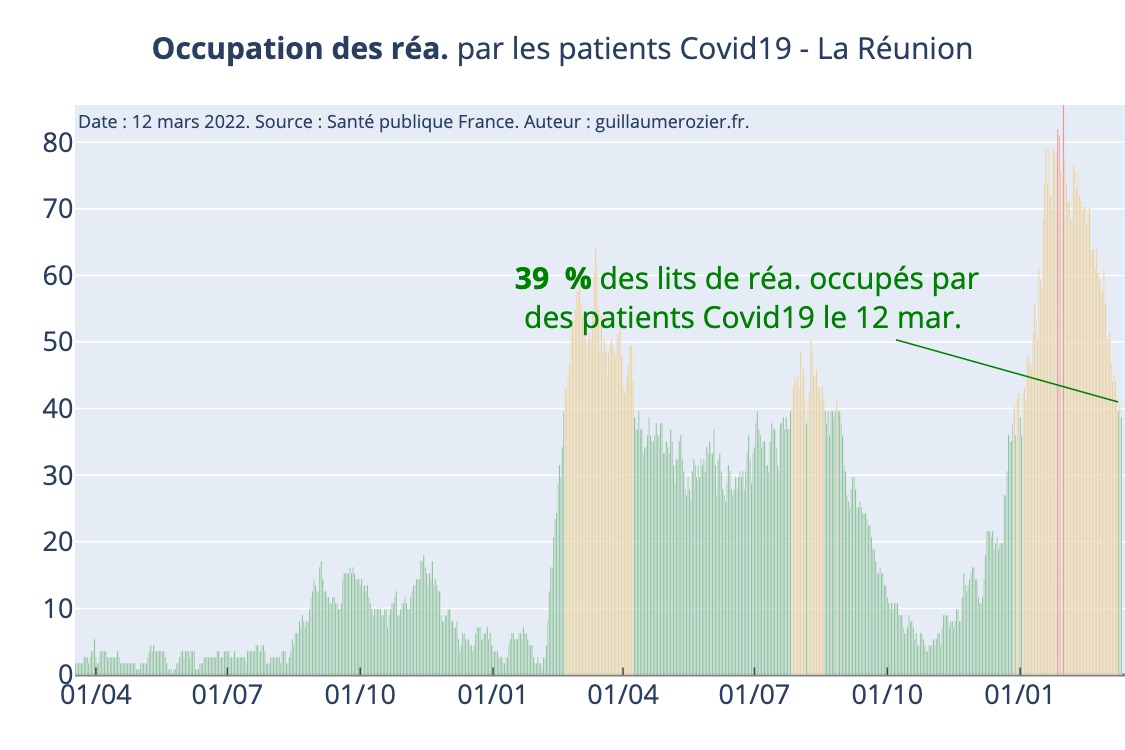 Occupation des réa. par les patients Covid19 - La Réunion
Date : 12 mars 2022. Source : Santé publique France. Auteur : guillaumerozier.fr.
80
70
60
39 % des lits de réa. occupés par
des patients Covid19 le 12 mar.
50
40
30
20
10
0
01/04 01/07 01/10 01/01 01/04 01/07 01/10 01/01